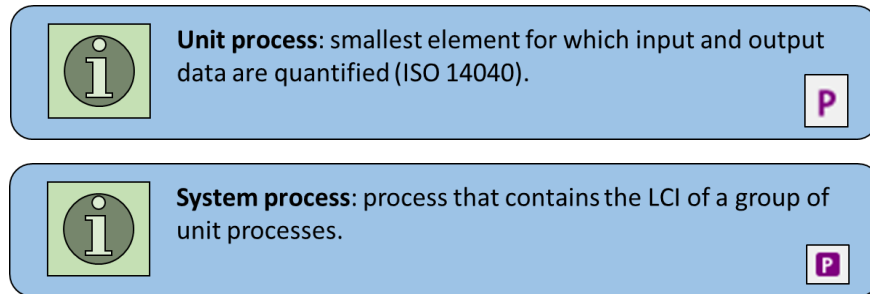 Unit process: smallest element for which input and output
data are quantified (ISO 14040).
P
System process: process that contains the LCI of a group of
unit processes.
P